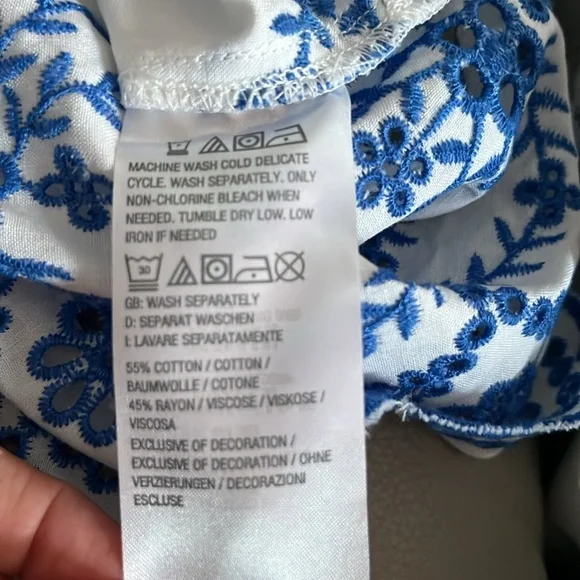 MACHINE WASH COLD DELICATE
CYCLE. WASH SEPARATELY. ONLY
NON-CHLORINE BLEACH WHEN
NEEDED. TUMBLE DRY LOW. LOW
IRON IF NEEDED
30
GB: WASH SEPARATELY
D: SEPARAT WASCHEN
I: LAVARE SEPARATAMENTE
55% COTTON / COTTON /
BAUMWOLLE / COTONE
45% RAYON / VISCOSE / VISKOSE /
VISCOSA
EXCLUSIVE OF DECORATION /
EXCLUSIVE OF DECORATION / OHNE
VERZIERUNGEN / DECORAZIONI
ESCLUSE